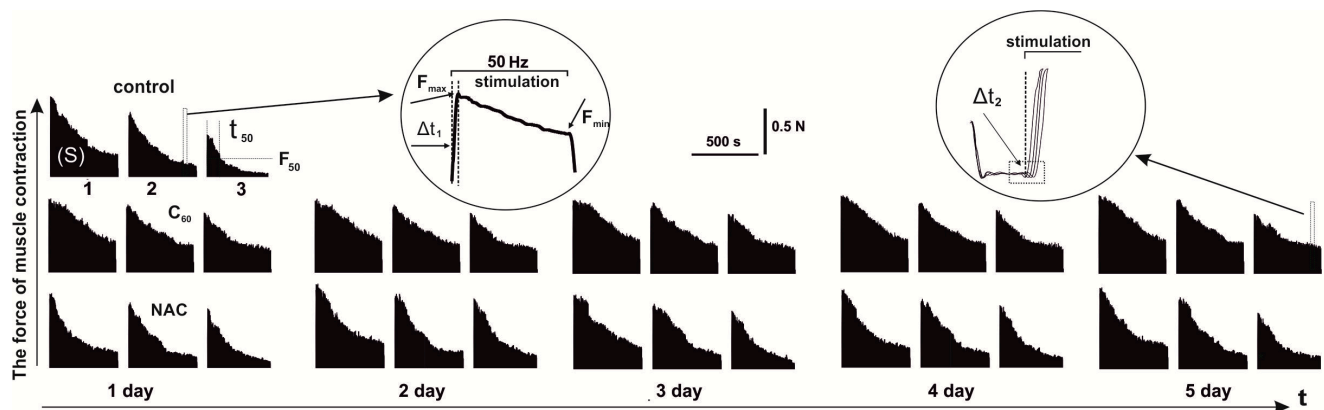 The force of muscle contraction
control
(S)
t50
F50
1 2 3
C60
NAC
50 Hz
stimulation
Fmax
Δt1
Fmin
500 s
0.5 N
stimulation
Δt2
1 day 2 day 3 day 4 day 5 day
t